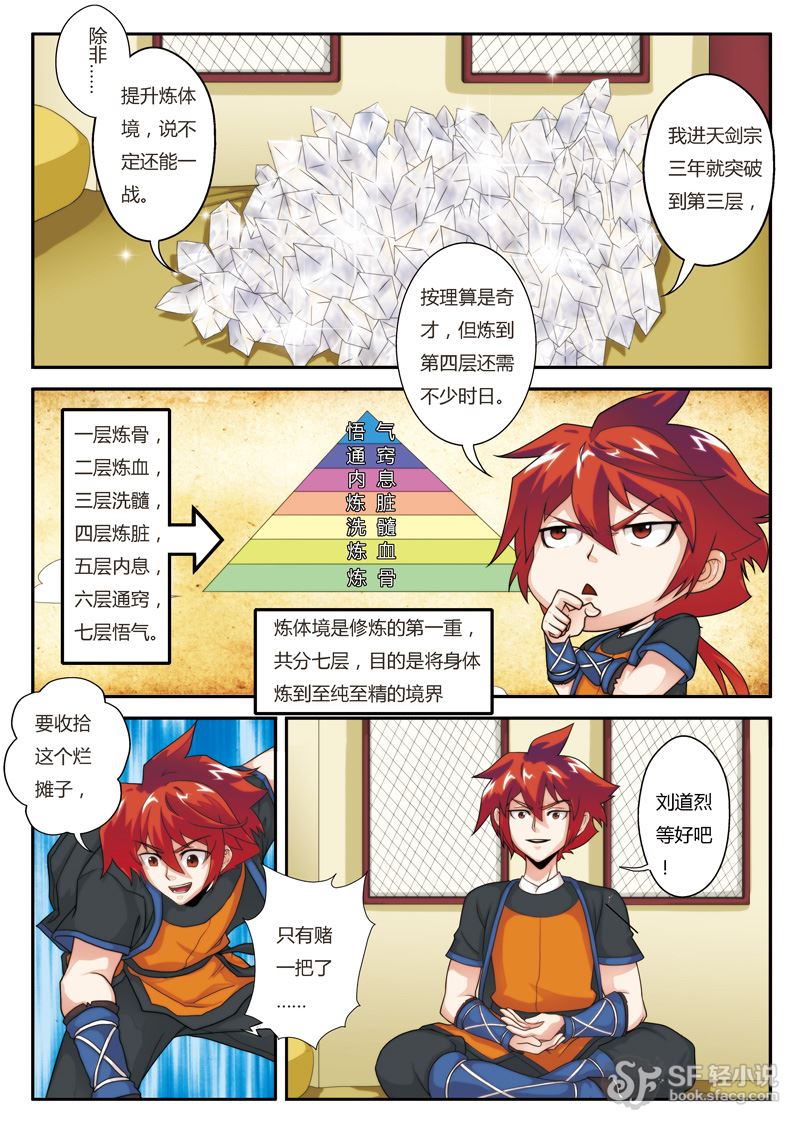 除
非……
提升炼体
境，说不
定还能一
战。
我进天剑宗
三年就突破
到第三层，
按理算是奇
才，但炼到
第四层还需
不少时日。
一层炼骨，
二层炼血，
三层洗髓，
四层炼脏，
五层内息，
六层通窍，
七层悟气。
悟 气
通 窍
内 息
炼 脏
洗 髓
炼 血
炼 骨
炼体境是修炼的第一重，
共分七层，目的是将身体
炼到至纯至精的境界
要收拾
这个烂
摊子，
只有赌
一把了
……
刘道烈
等好吧
！
SF 轻小说
book.sfacg.com